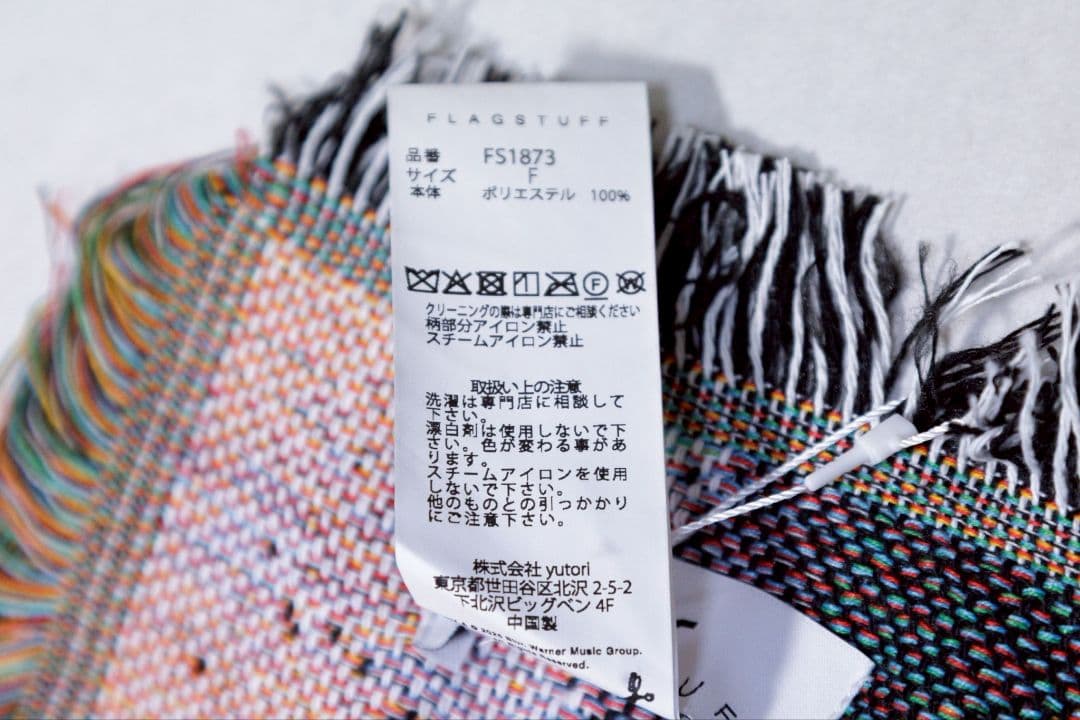 FLAGSTUFF
品番 FS1873
サイズ F
本体 ポリエステル 100%
F W
クリーニングの際は専門店にご相談ください
柄部分アイロン禁止
スチームアイロン禁止
取扱い上の注意
洗濯は専門店に相談して
下さい。
漂白剤は使用しないで下
さい。色が変わる事があ
ります。
スチームアイロンを使用
しないで下さい。
他のものとの引っかかり
にご注意下さい。
株式会社 yutori
東京都世田谷区北沢 2-5-2
下北沢ビッグベン 4F
中国製
Warner Music Group.
Reserved.